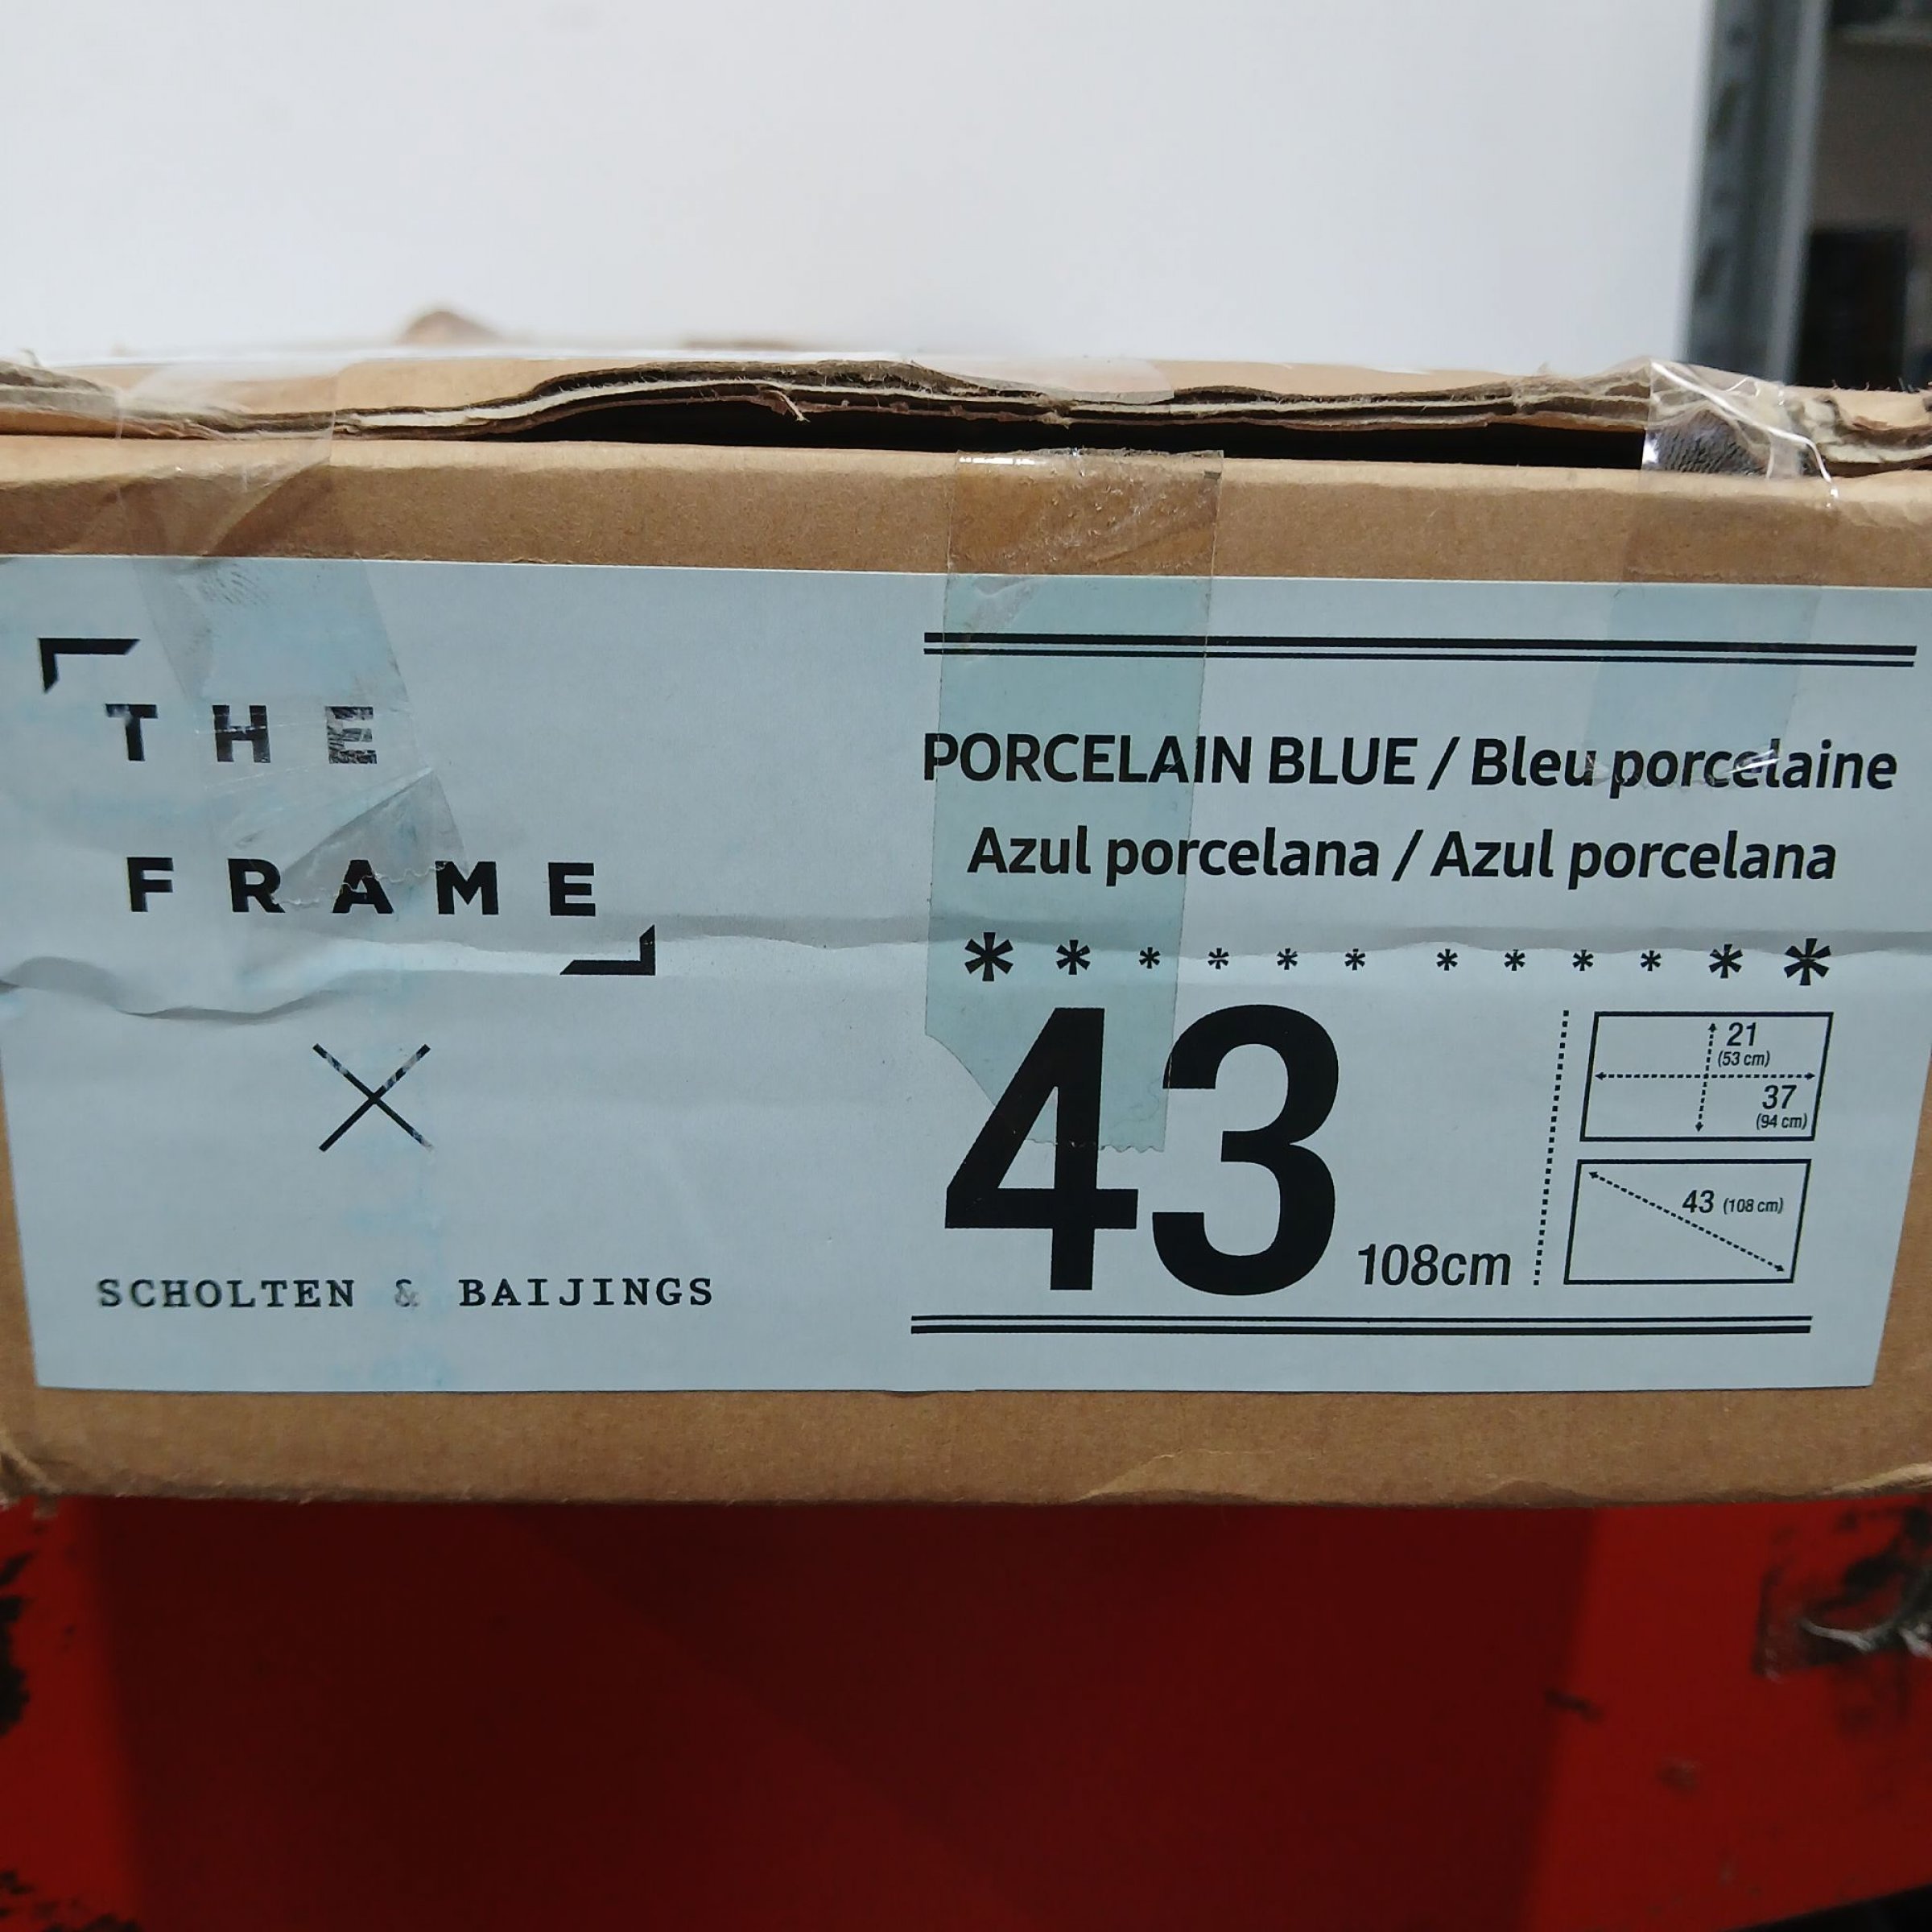 THE
FRAME
×
SCHOLTEN & BAIJINGS
PORCELAIN BLUE / Bleu porcelaine
Azul porcelana / Azul porcelana
* * * * * * * * * * * *
43 108cm
21
(53 cm)
37
(94 cm)
43 (108 cm)